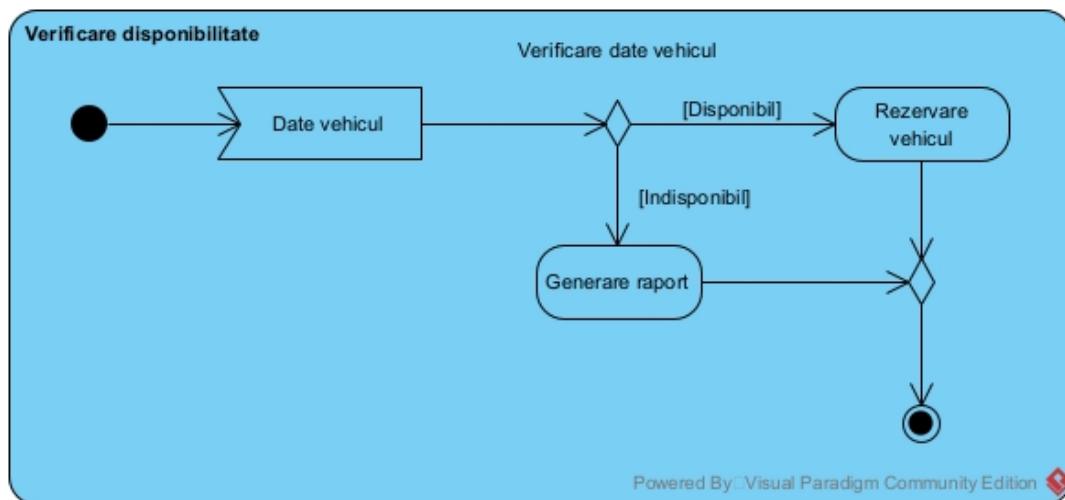 Verificare disponibilitate
Verificare date vehicul
Date vehicul
[Disponibil]
Rezervare
vehicul
[Indisponibil]
Generare raport
Powered By Visual Paradigm Community Edition